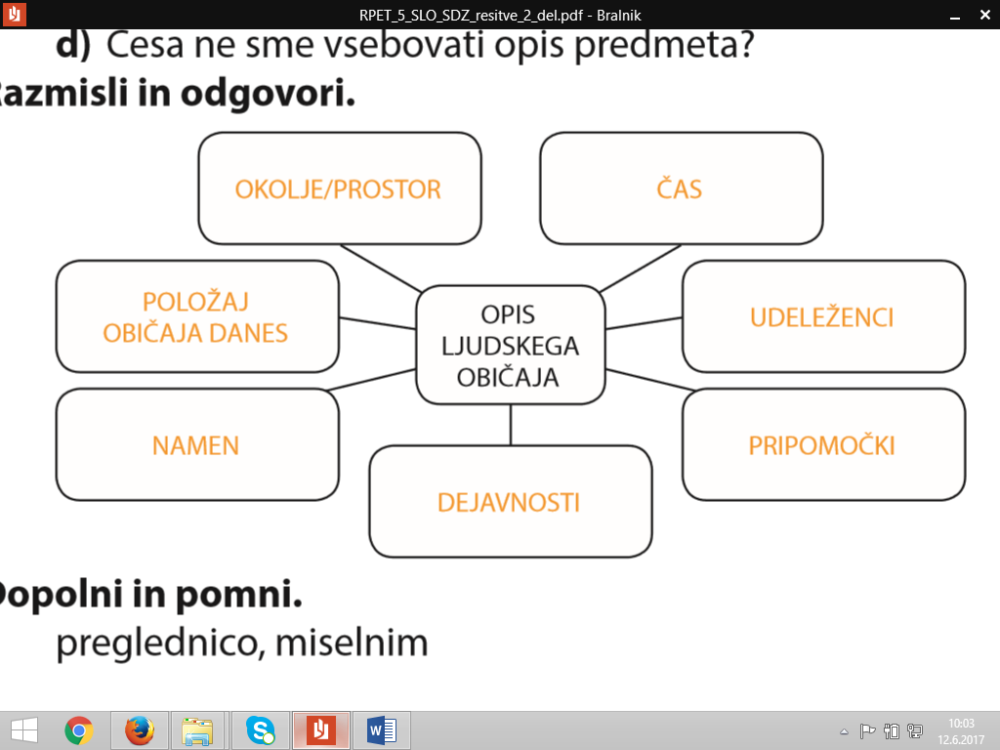 RPET_5_SLO_SDZ_resitve_2_del.pdf - Bralnik
d) Česa ne sme vsebovati opis predmeta?
Razmisli in odgovori.
OKOLJE/PROSTOR
ČAS
POLOŽAJ
OBIČAJA DANES
OPIS
LJUDSKEGA
OBIČAJA
UDELEŽENCI
NAMEN
PRIPOMOČKI
DEJAVNOSTI
Dopolni in pomni.
preglednico, miselnim
10:03
12.6.2017